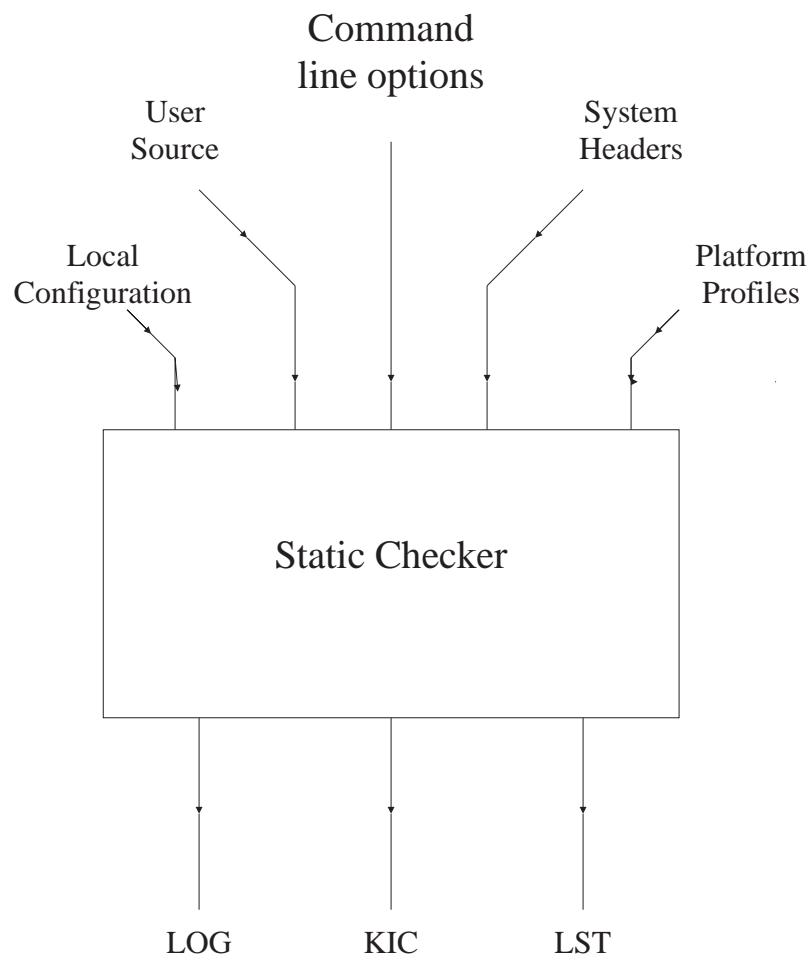 Command
line options
User
Source
System
Headers
Local
Configuration
Platform
Profiles
Static Checker
LOG
KIC
LST